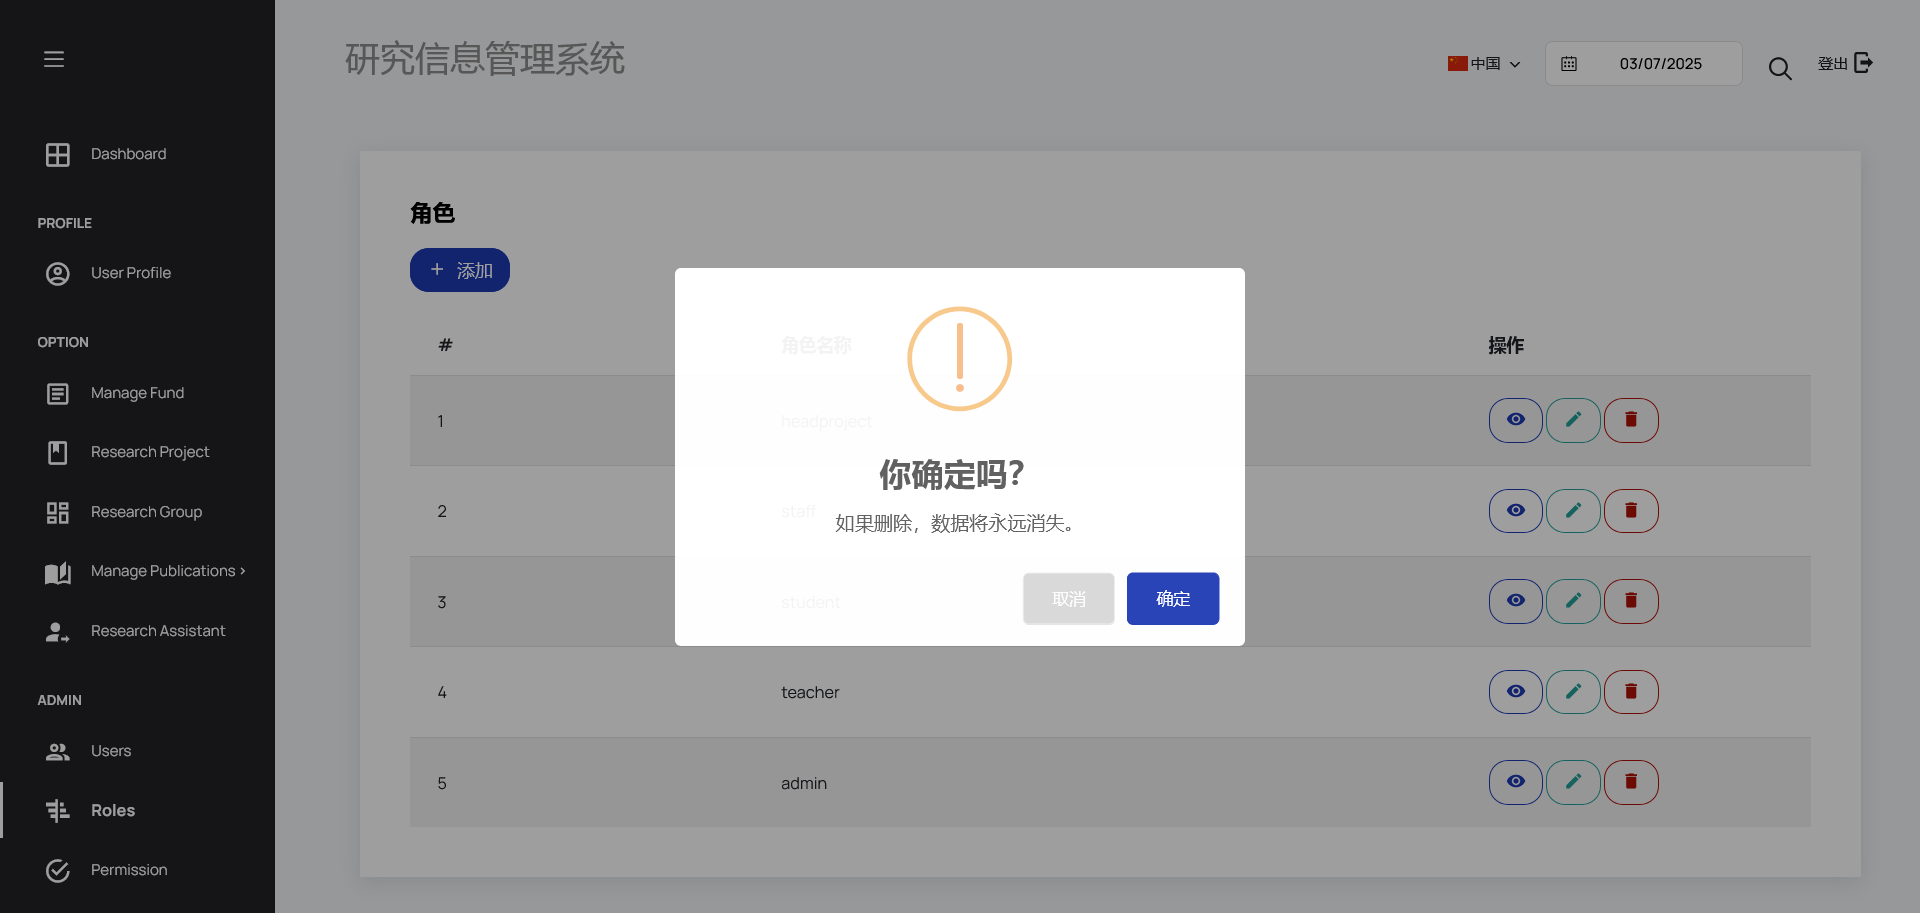 研究信息管理系统
中国
03/07/2025
登出
Dashboard
PROFILE
User Profile
OPTION
Manage Fund
Research Project
Research Group
Manage Publications
Research Assistant
ADMIN
Users
Roles
Permission
角色
+ 添加
# 角色名称 操作
1 headproject
2 staff
3 student
4 teacher
5 admin
你确定吗?
如果删除，数据将永远消失。
取消 确定